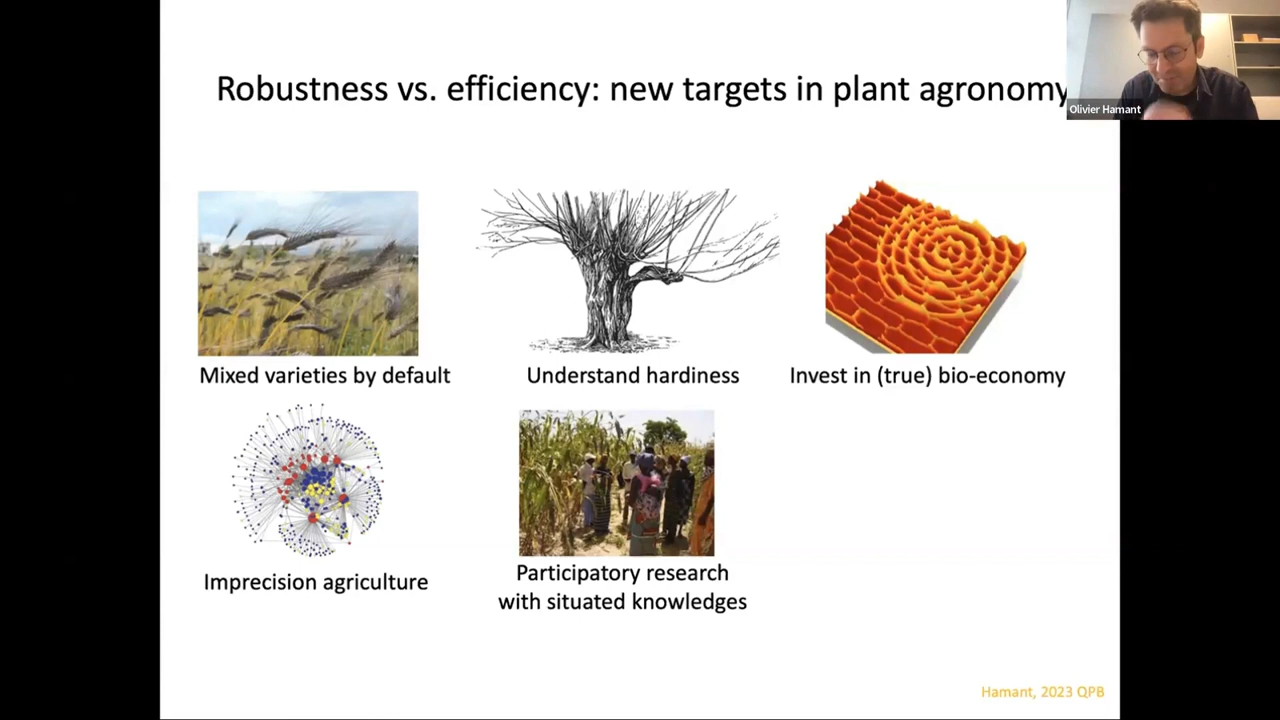 Robustness vs. efficiency: new targets in plant agronomy
Olivier Hamant
Mixed varieties by default
Understand hardiness
Invest in (true) bio-economy
Imprecision agriculture
Participatory research
with situated knowledges
Hamant, 2023 QPB